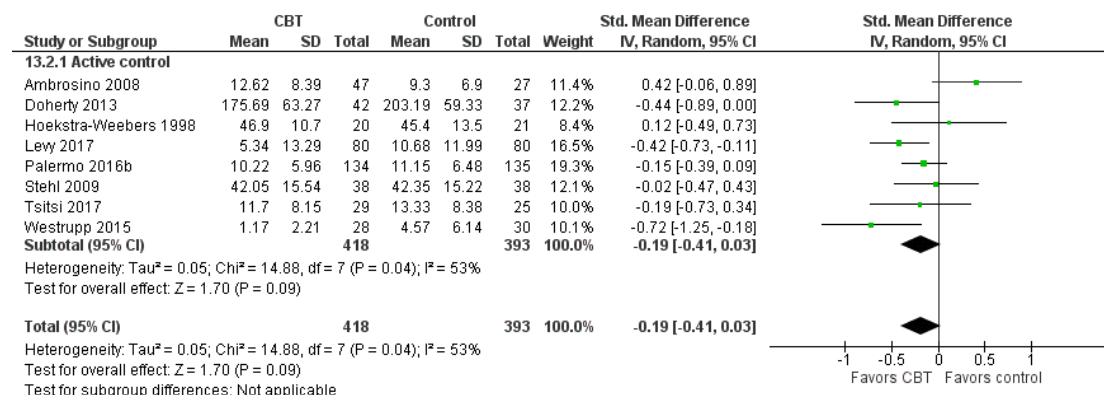 CBT Control Std. Mean Difference Std. Mean Difference
Study or Subgroup Mean SD Total Mean SD Total Weight IV, Random, 95% CI IV, Random, 95% CI
13.2.1 Active control
Ambrosino 2008 12.62 8.39 47 9.3 6.9 27 11.4% 0.42 [-0.06, 0.89]
Doherty 2013 175.69 63.27 42 203.19 59.33 37 12.2% -0.44 [-0.89, 0.00]
Hoekstra-Weebers 1998 46.9 10.7 20 45.4 13.5 21 8.4% 0.12 [-0.49, 0.73]
Levy 2017 5.34 13.29 80 10.68 11.99 80 16.5% -0.42 [-0.73, -0.11]
Palermo 2016b 10.22 5.96 134 11.15 6.48 135 19.3% -0.15 [-0.39, 0.09]
Stehl 2009 42.05 15.54 38 42.35 15.22 38 12.1% -0.02 [-0.47, 0.43]
Tsitsi 2017 11.7 8.15 29 13.33 8.38 25 10.0% -0.19 [-0.73, 0.34]
Westrupp 2015 1.17 2.21 28 4.57 6.14 30 10.1% -0.72 [-1.25, -0.18]
Subtotal (95% CI) 418 393 100.0% -0.19 [-0.41, 0.03]
Heterogeneity: Tau² = 0.05; Chi² = 14.88, df = 7 (P = 0.04); I² = 53%
Test for overall effect: Z = 1.70 (P = 0.09)
Total (95% CI) 418 393 100.0% -0.19 [-0.41, 0.03]
Heterogeneity: Tau² = 0.05; Chi² = 14.88, df = 7 (P = 0.04); I² = 53%
Test for overall effect: Z = 1.70 (P = 0.09)
Test for subgroup differences: Not applicable
-1 -0.5 0 0.5 1
Favors CBT Favors control